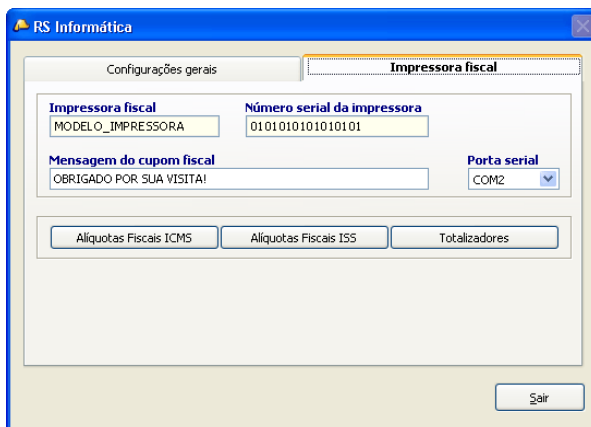 RS Informática
Configurações gerais
Impressora fiscal
Impressora fiscal
Número serial da impressora
MODELO_IMPRESSORA
0101010101010101
Mensagem do cupom fiscal
Porta serial
OBRIGADO POR SUA VISITA!
COM2
Alíquotas Fiscais ICMS
Alíquotas Fiscais ISS
Totalizadores
Sair